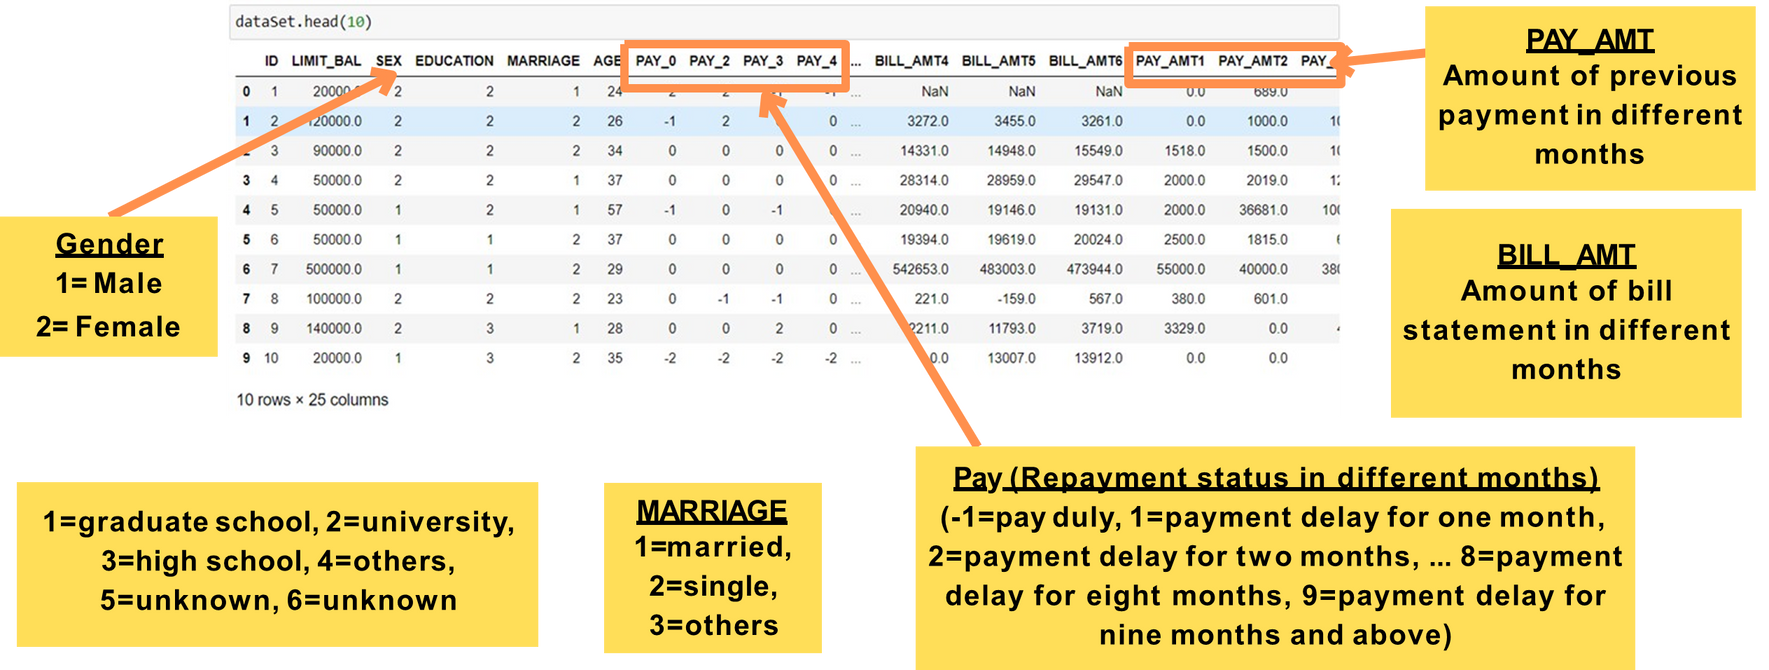 dataSet.head(10)
ID LIMIT_BAL SEX EDUCATION MARRIAGE AGE PAY_0 PAY_2 PAY_3 PAY_4 ... BILL_AMT4 BILL_AMT5 BILL_AMT6 PAY_AMT1 PAY_AMT2 PAY_
0 1 20000.0 2 2 1 24 2 2 -1 -1 ... NaN NaN NaN 0.0 689.0
1 2 120000.0 2 2 2 26 -1 2 0 ... 3272.0 3455.0 3261.0 0.0 1000.0
2 3 90000.0 2 2 2 34 0 0 0 0 ... 14331.0 14948.0 15549.0 1518.0 1500.0
3 4 50000.0 2 2 1 37 0 0 0 0 ... 28314.0 28959.0 29547.0 2000.0 2019.0
4 5 50000.0 1 2 1 57 -1 0 -1 ... 20940.0 19146.0 19131.0 2000.0 36681.0
5 6 50000.0 1 1 2 37 0 0 0 0 ... 19394.0 19619.0 20024.0 2500.0 1815.0
6 7 500000.0 1 1 2 29 0 0 0 0 ... 542653.0 483003.0 473944.0 55000.0 40000.0 380
7 8 100000.0 2 2 2 23 0 -1 -1 0 ... 221.0 -159.0 567.0 380.0 601.0
8 9 140000.0 2 3 1 28 0 0 2 0 ... 2211.0 11793.0 3719.0 3329.0 0.0
9 10 20000.0 1 3 2 35 -2 -2 -2 -2 ... 0.0 13007.0 13912.0 0.0 0.0
10 rows × 25 columns
PAY_AMT
Amount of previous
payment in different
months
BILL_AMT
Amount of bill
statement in different
months
Gender
1= Male
2= Female
1=graduate school, 2=university,
3=high school, 4=others,
5=unknown, 6=unknown
MARRIAGE
1=married,
2=single,
3=others
Pay (Repayment status in different months)
(-1=pay duly, 1=payment delay for one month,
2=payment delay for two months, ... 8=payment
delay for eight months, 9=payment delay for
nine months and above)